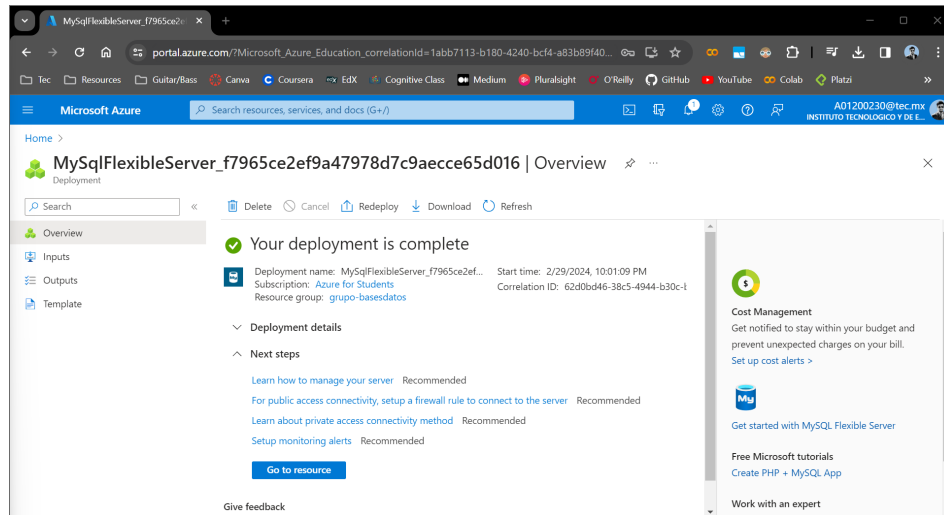 MySqlFlexibleServer_f7965ce2e
portal.azure.com/?Microsoft_Azure_Education_correlationId=1abb7113-b180-4240-bcf4-a83b89f40...
Tec Resources Guitar/Bass Canva Coursera EdX Cognitive Class Medium Pluralsight O'Reilly GitHub YouTube Colab Platzi »
Microsoft Azure Search resources, services, and docs (G+/) 1 A01200230@tec.mx
INSTITUTO TECNOLOGICO Y DE E...
Home >
MySqlFlexibleServer_f7965ce2ef9a47978d7c9aecce65d016 | Overview ...
Deployment
Search «
Overview
Inputs
Outputs
Template
Delete Cancel Redeploy Download Refresh
Your deployment is complete
Deployment name: MySqlFlexibleServer_f7965ce2ef... Start time: 2/29/2024, 10:01:09 PM
Subscription: Azure for Students Correlation ID: 62d0bd46-38c5-4944-b30c-
Resource group: grupo-basesdatos
Deployment details
Next steps
Learn how to manage your server Recommended
For public access connectivity, setup a firewall rule to connect to the server Recommended
Learn about private access connectivity method Recommended
Setup monitoring alerts Recommended
Go to resource
Give feedback
$
Cost Management
Get notified to stay within your budget and
prevent unexpected charges on your bill.
Set up cost alerts >
My
Get started with MySQL Flexible Server
Free Microsoft tutorials
Create PHP + MySQL App
Work with an expert